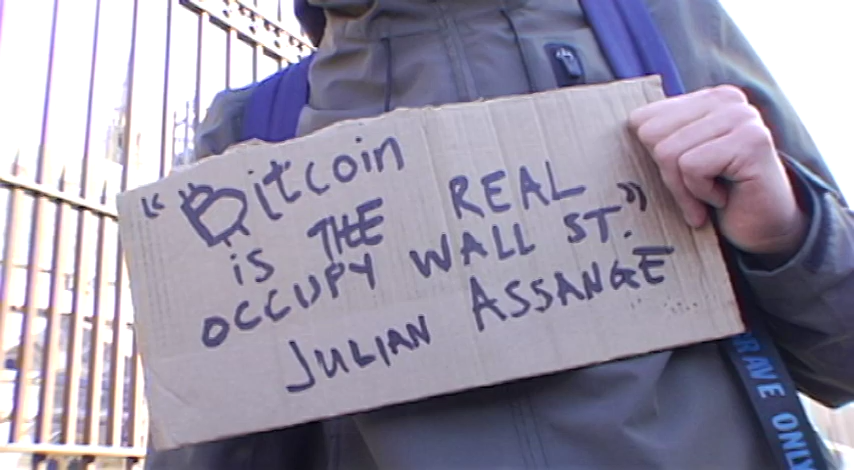 “Bitcoin
is THE REAL
OCCUPY WALL ST.”
JULIAN ASSANGE
RAVE ONLY